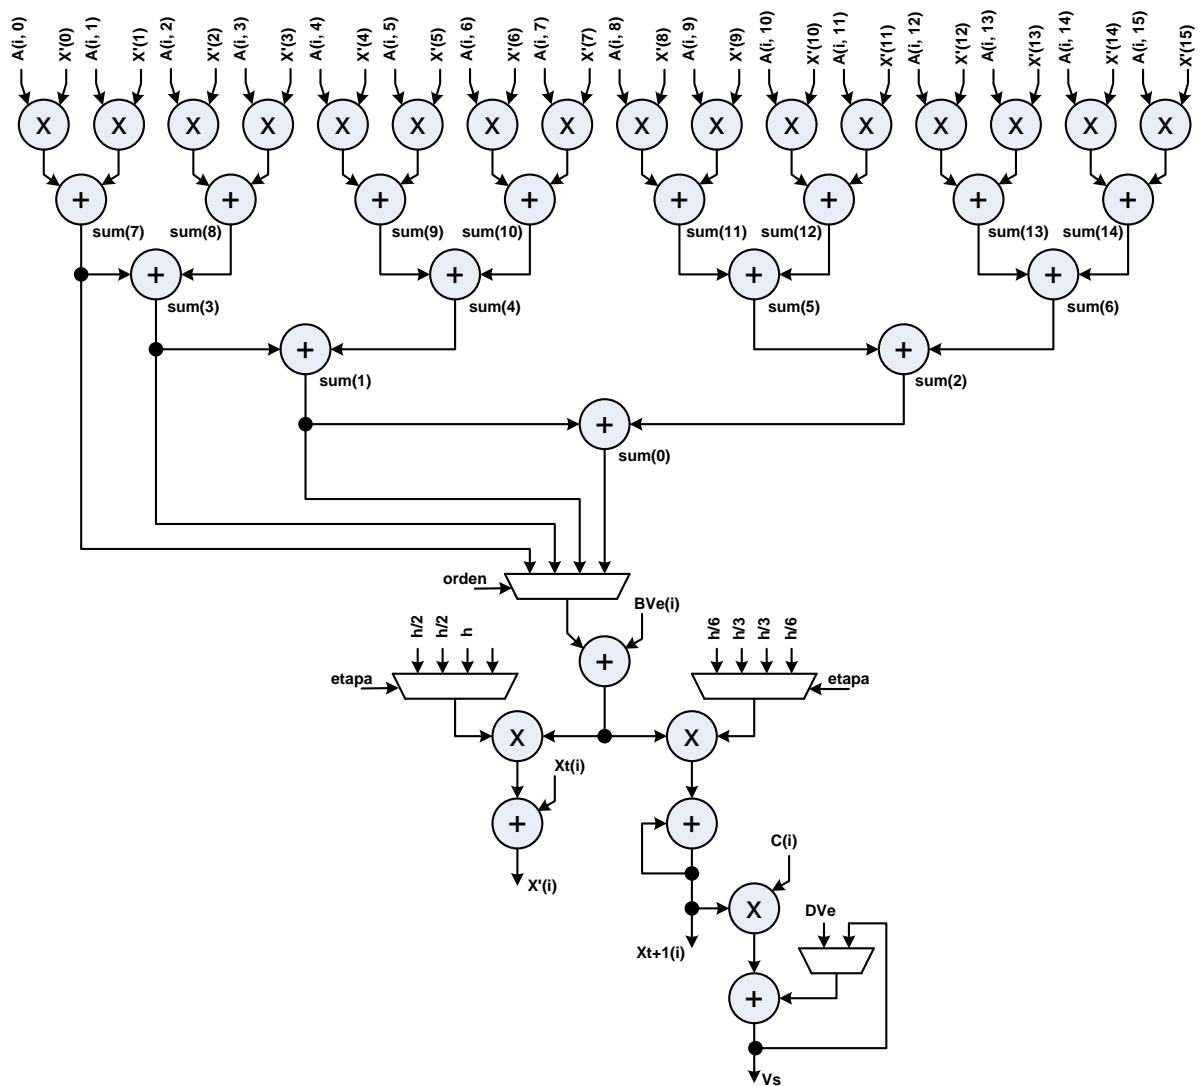 A(i, 0) X'(0) A(i, 1) X'(1) A(i, 2) X'(2) A(i, 3) X'(3) A(i, 4) X'(4) A(i, 5) X'(5) A(i, 6) X'(6) A(i, 7) X'(7) A(i, 8) X'(8) A(i, 9) X'(9) A(i, 10) X'(10) A(i, 11) X'(11) A(i, 12) X'(12) A(i, 13) X'(13) A(i, 14) X'(14) A(i, 15) X'(15)
X X X X X X X X X X X X X X X X
+ + + + + + + +
sum(7) sum(8) sum(9) sum(10) sum(11) sum(12) sum(13) sum(14)
+ + + +
sum(3) sum(4) sum(5) sum(6)
+ +
sum(1) sum(2)
+
sum(0)
orden
BVe(i)
h/2 h/2 h h/6 h/3 h/3 h/6
+
etapa etapa
X X
Xt(i)
+ +
C(i)
X'(i)
X
DVe
Xt+1(i)
+
Vs